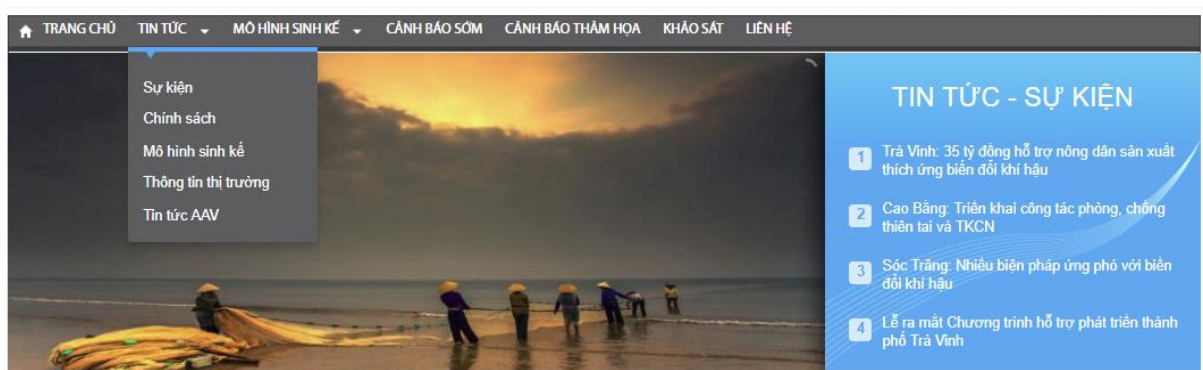 TRANG CHỦ TIN TỨC MÔ HÌNH SINH KẾ CẢNH BÁO SỚM CẢNH BÁO THẢM HỌA KHẢO SÁT LIÊN HỆ
Sự kiện
Chính sách
Mô hình sinh kế
Thông tin thị trường
Tin tức AAV
TIN TỨC - SỰ KIỆN
1 Trà Vinh: 35 tỷ đồng hỗ trợ nông dân sản xuất
thích ứng biến đổi khí hậu
2 Cao Bằng: Triển khai công tác phòng, chống
thiên tai và TKCN
3 Sóc Trăng: Nhiều biện pháp ứng phó với biến
đổi khí hậu
4 Lễ ra mắt Chương trình hỗ trợ phát triển thành
phố Trà Vinh